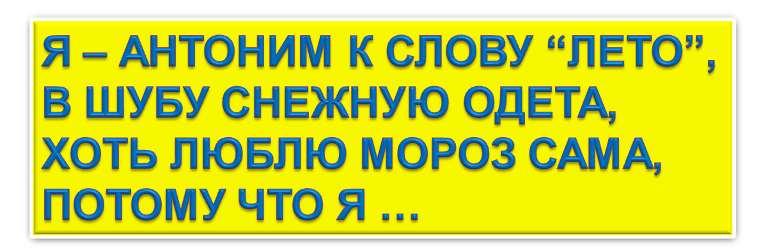 Я – АНТОНИМ К СЛОВУ “ЛЕТО”,
В ШУБУ СНЕЖНУЮ ОДЕТА,
ХОТЬ ЛЮБЛЮ МОРОЗ САМА,
ПОТОМУ ЧТО Я ...